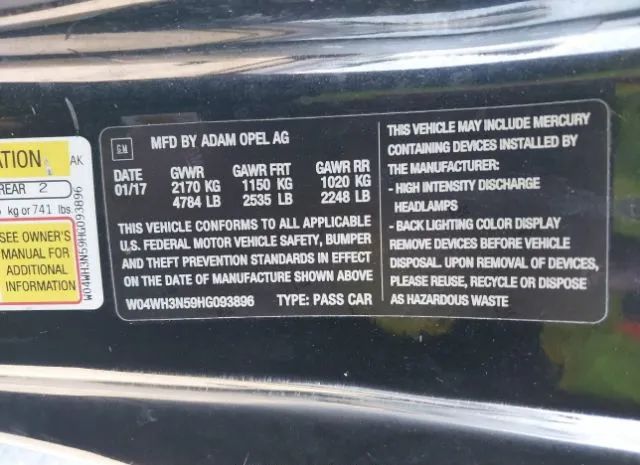 ATION
AK
REAR 2
kg or 741 lbs
SEE OWNER'S
MANUAL FOR
ADDITIONAL
INFORMATION
W04WH3N59HG093896
GM
MFD BY ADAM OPEL AG
DATE GVWR GAWR FRT GAWR RR
01/17 2170 KG 1150 KG 1020 KG
4784 LB 2535 LB 2248 LB
THIS VEHICLE CONFORMS TO ALL APPLICABLE
U.S. FEDERAL MOTOR VEHICLE SAFETY, BUMPER
AND THEFT PREVENTION STANDARDS IN EFFECT
ON THE DATE OF MANUFACTURE SHOWN ABOVE
W04WH3N59HG093896 TYPE: PASS CAR
THIS VEHICLE MAY INCLUDE MERCURY
CONTAINING DEVICES INSTALLED BY
THE MANUFACTURER:
- HIGH INTENSITY DISCHARGE
HEADLAMPS
- BACK LIGHTING COLOR DISPLAY
REMOVE DEVICES BEFORE VEHICLE
DISPOSAL. UPON REMOVAL OF DEVICES,
PLEASE REUSE, RECYCLE OR DISPOSE
AS HAZARDOUS WASTE